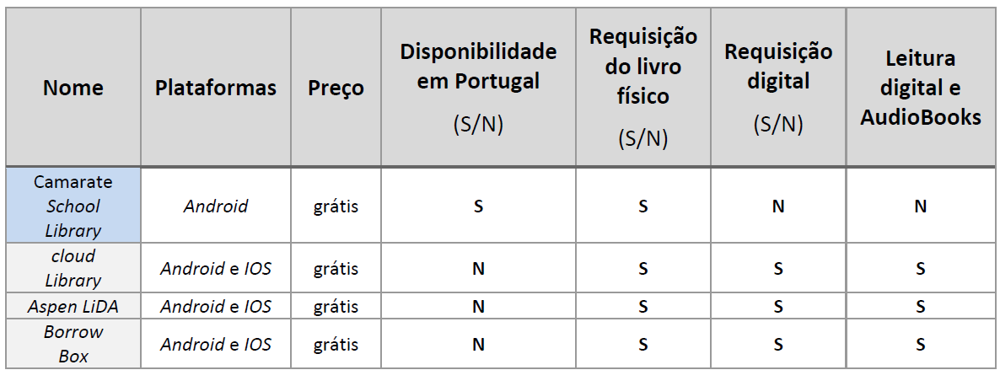 Nome
Plataformas
Preço
Disponibilidade
em Portugal
(S/N)
Requisição
do livro
físico
(S/N)
Requisição
digital
(S/N)
Leitura
digital e
AudioBooks
Camarate
School
Library
Android
grátis
S
S
N
N
cloud
Library
Android e IOS
grátis
N
S
S
S
Aspen LiDA
Android e IOS
grátis
N
S
S
S
Borrow
Box
Android e IOS
grátis
N
S
S
S